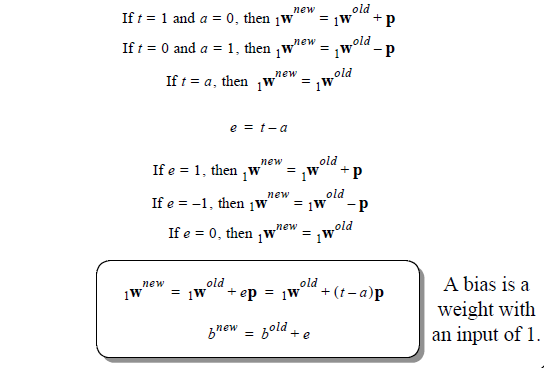 If t = 1 and a = 0, then ₁w^new = ₁w^old + p
If t = 0 and a = 1, then ₁w^new = ₁w^old – p
If t = a, then ₁w^new = ₁w^old
e = t – a
If e = 1, then ₁w^new = ₁w^old + p
If e = –1, then ₁w^new = ₁w^old – p
If e = 0, then ₁w^new = ₁w^old
₁w^new = ₁w^old + ep = ₁w^old + (t – a)p
b^new = b^old + e
A bias is a
weight with
an input of 1.